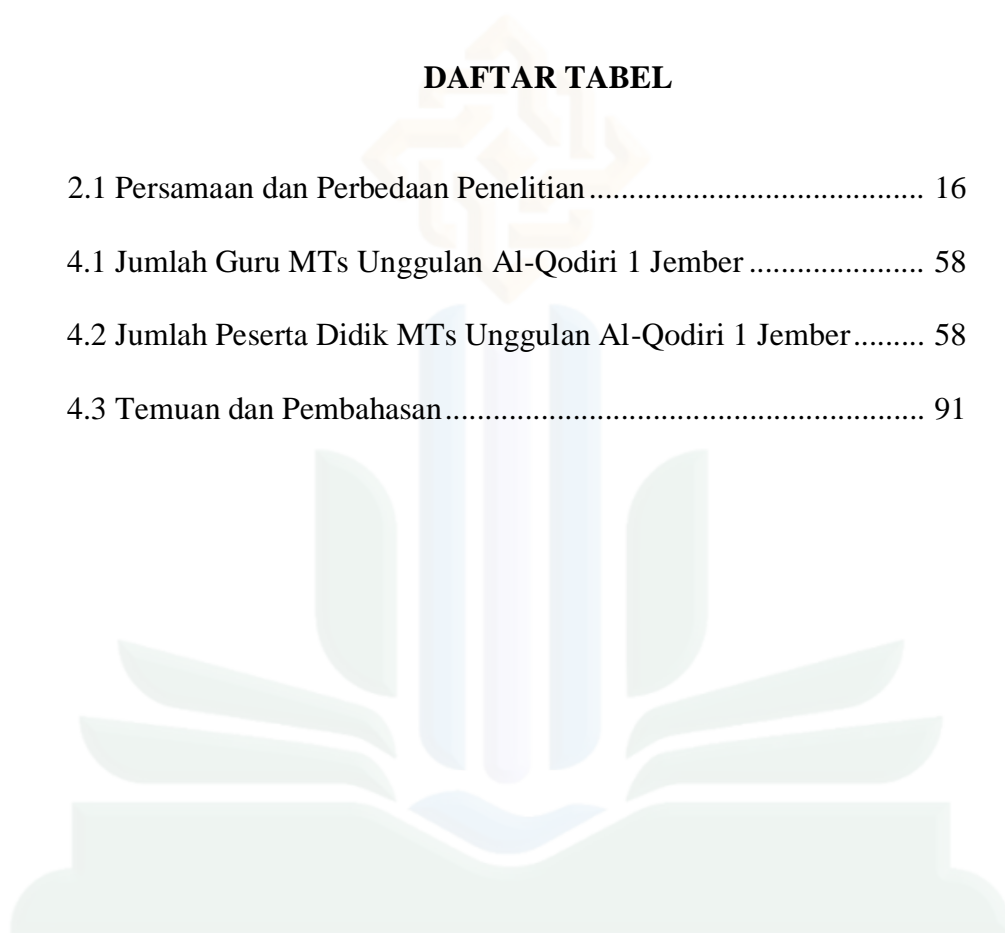 DAFTAR TABEL
2.1 Persamaan dan Perbedaan Penelitian ........................................ 16
4.1 Jumlah Guru MTs Unggulan Al-Qodiri 1 Jember ..................... 58
4.2 Jumlah Peserta Didik MTs Unggulan Al-Qodiri 1 Jember ......... 58
4.3 Temuan dan Pembahasan .......................................................... 91